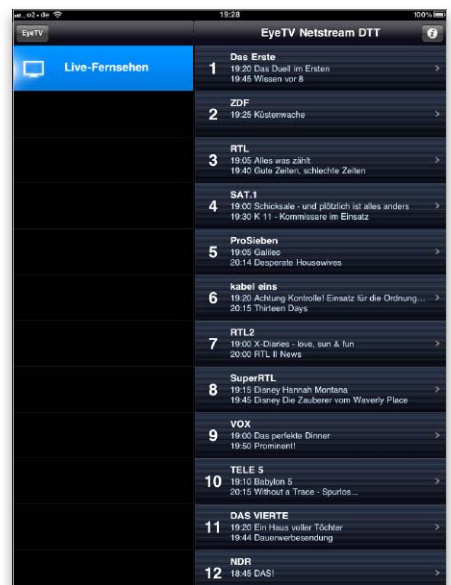 o2-de 19:28 100%
EyeTV EyeTV Netstream DTT
Live-Fernsehen
1 Das Erste
19:20 Das Duell im Ersten
19:45 Wissen vor 8
2 ZDF
19:25 Küstenwache
3 RTL
19:05 Alles was zählt
19:40 Gute Zeiten, schlechte Zeiten
4 SAT.1
19:00 Schicksale - und plötzlich ist alles anders
19:30 K 11 - Kommissare im Einsatz
5 ProSieben
19:05 Galileo
20:14 Desperate Housewives
6 kabel eins
19:20 Achtung Kontrolle! Einsatz für die Ordnung...
20:15 Thirteen Days
7 RTL2
19:00 X-Diaries - love, sun & fun
20:00 RTL II News
8 SuperRTL
19:15 Disney Hannah Montana
19:45 Disney Die Zauberer vom Waverly Place
9 VOX
19:00 Das perfekte Dinner
19:50 Prominent!
10 TELE 5
19:10 Babylon 5
20:15 Without a Trace - Spurlos...
11 DAS VIERTE
19:20 Ein Haus voller Töchter
19:44 Dauerwerbesendung
12 NDR
18:45 DAS!